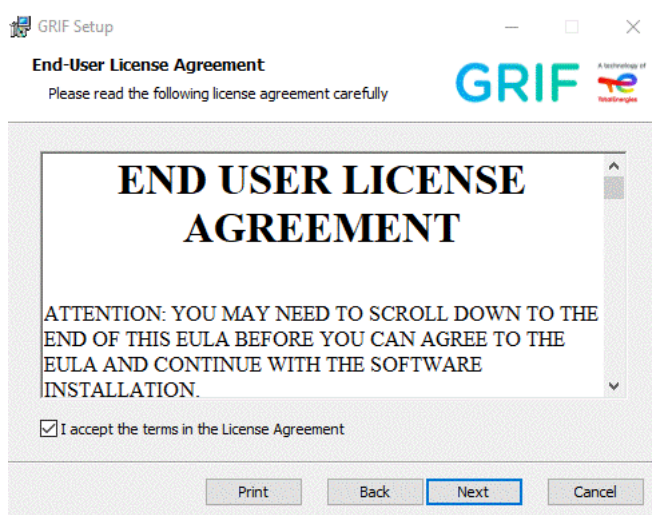 GRIF Setup
End-User License Agreement
Please read the following license agreement carefully
GRIF
A technology of
TotalEnergies
END USER LICENSE
AGREEMENT
ATTENTION: YOU MAY NEED TO SCROLL DOWN TO THE
END OF THIS EULA BEFORE YOU CAN AGREE TO THE
EULA AND CONTINUE WITH THE SOFTWARE
INSTALLATION.
I accept the terms in the License Agreement
Print
Back
Next
Cancel